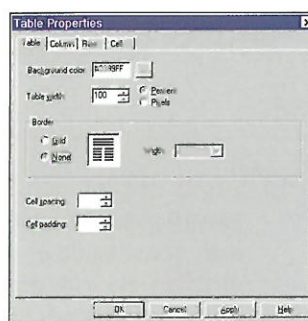 Table Properties
Table Column Row Cell
Background color:
Table width: 100 Percent
Pixels
Border
Grid
None
Width:
Cell spacing:
Cell padding:
OK Cancel Apply Help